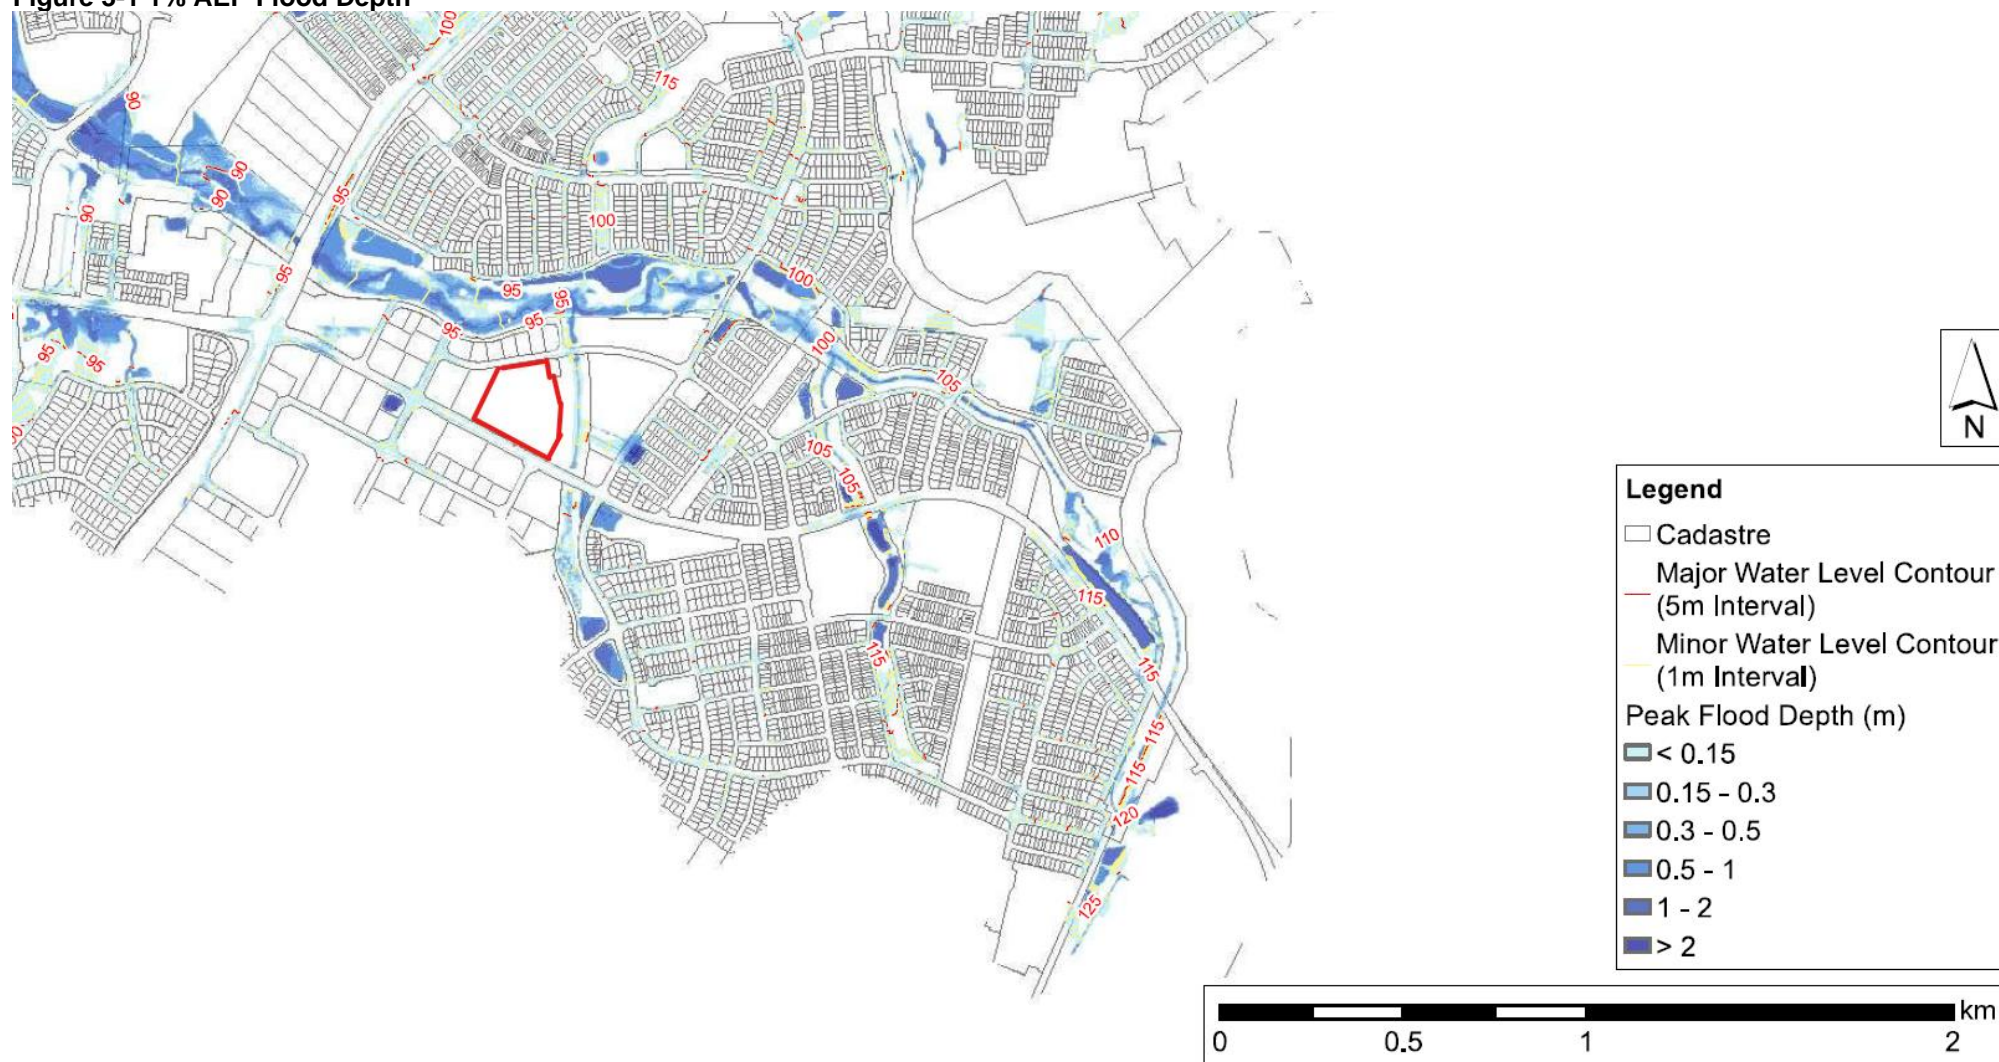 Figure 3-1 1% AEP Flood Depth
100
115
90
90
90
90
95
100
95
95
95
95
95
100
100
95
95
105
105
105
110
115
115
115
115
115
120
125
N
Legend
Cadastre
Major Water Level Contour
(5m Interval)
Minor Water Level Contour
(1m Interval)
Peak Flood Depth (m)
< 0.15
0.15 - 0.3
0.3 - 0.5
0.5 - 1
1 - 2
> 2
km
0 0.5 1 2